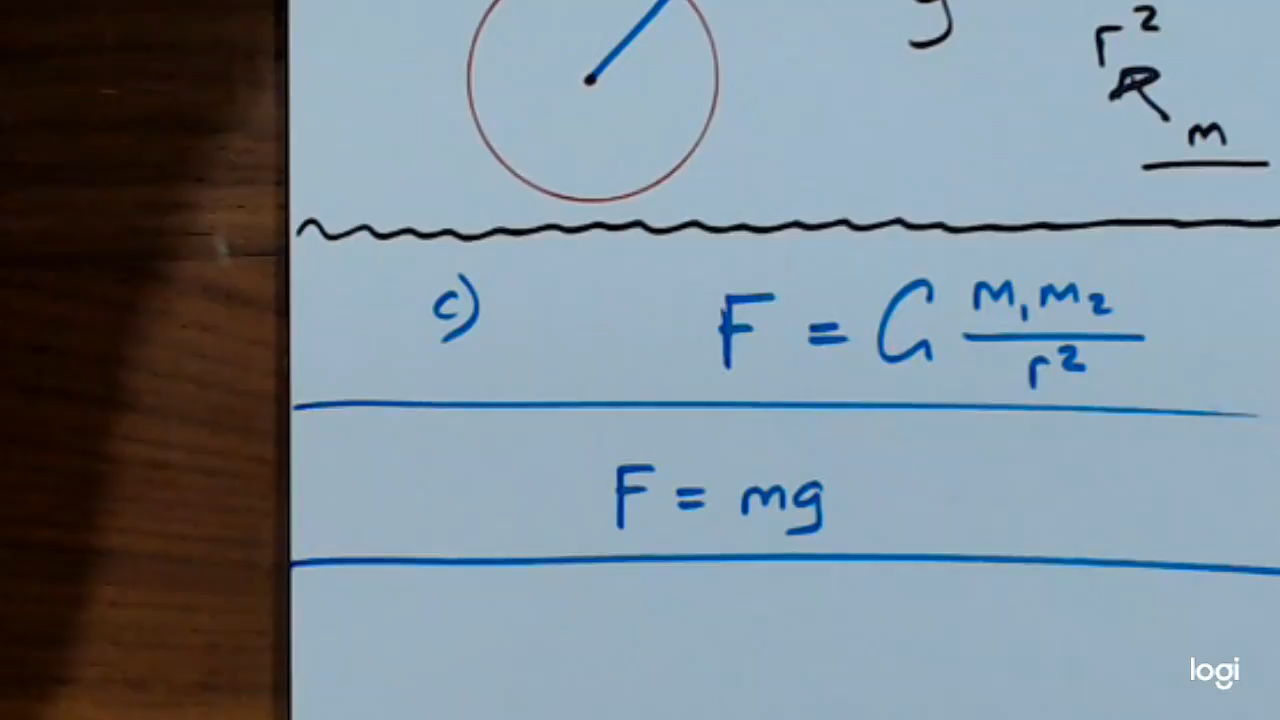 r²
m
c) F = G m₁m₂ / r²
F = mg
logi